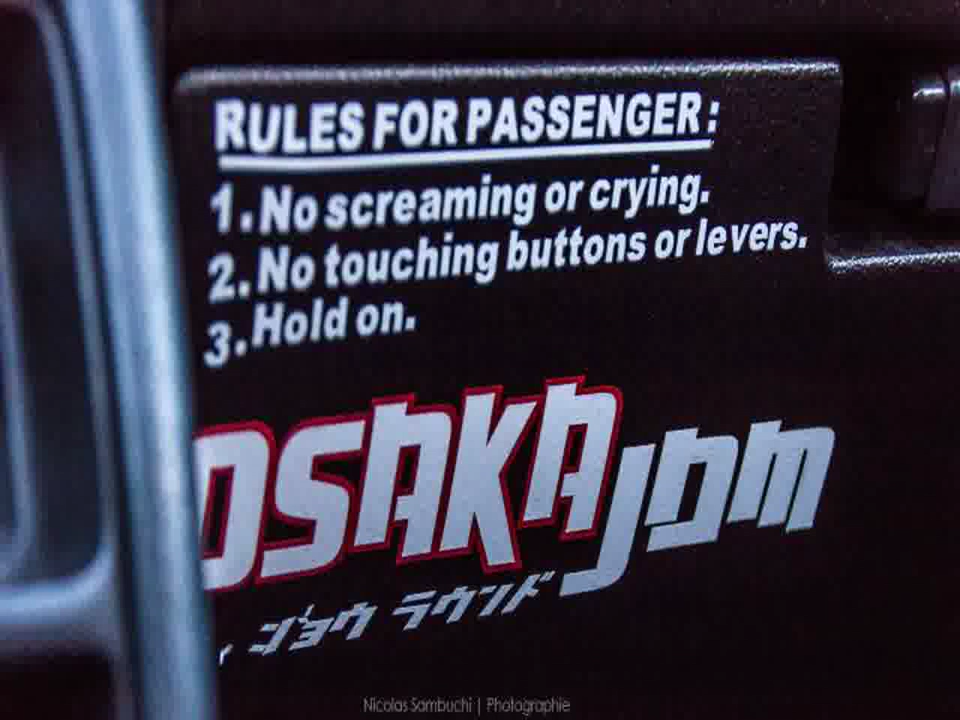 RULES FOR PASSENGER:
1. No screaming or crying.
2. No touching buttons or levers.
3. Hold on.
OSAKA JDM
ジョウ ラウンド
Nicolas Sambuchi | Photographie